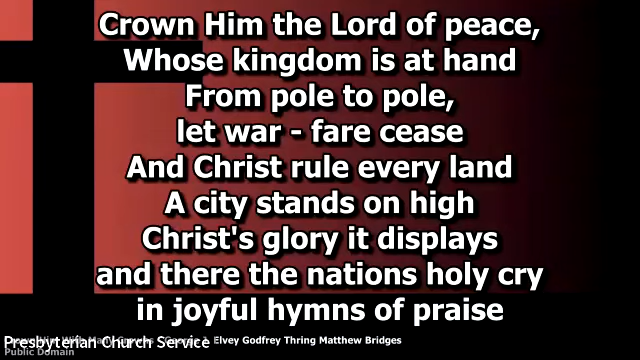 Crown Him the Lord of peace,
Whose kingdom is at hand
From pole to pole,
let war - fare cease
And Christ rule every land
A city stands on high
Christ's glory it displays
and there the nations holy cry
in joyful hymns of praise
Presbyterian Church Service
Elvey Godfrey Thring Matthew Bridges
Public Domain